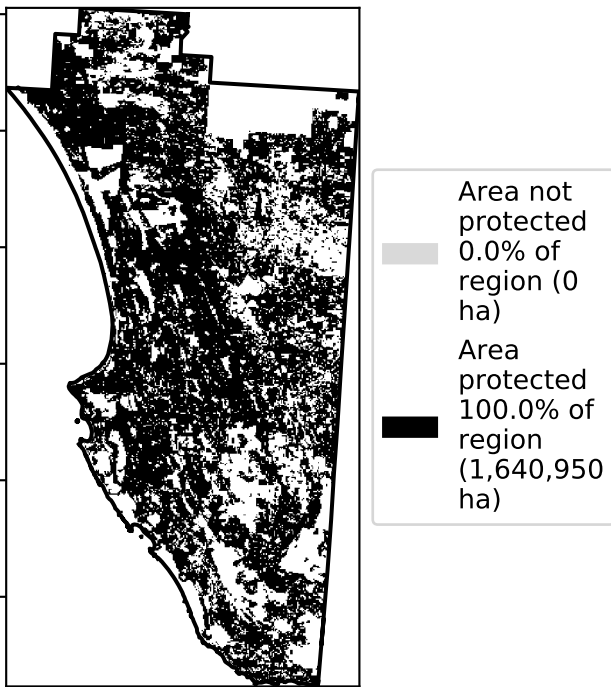 Area not
protected
0.0% of
region (0
ha)
Area
protected
100.0% of
region
(1,640,950
ha)